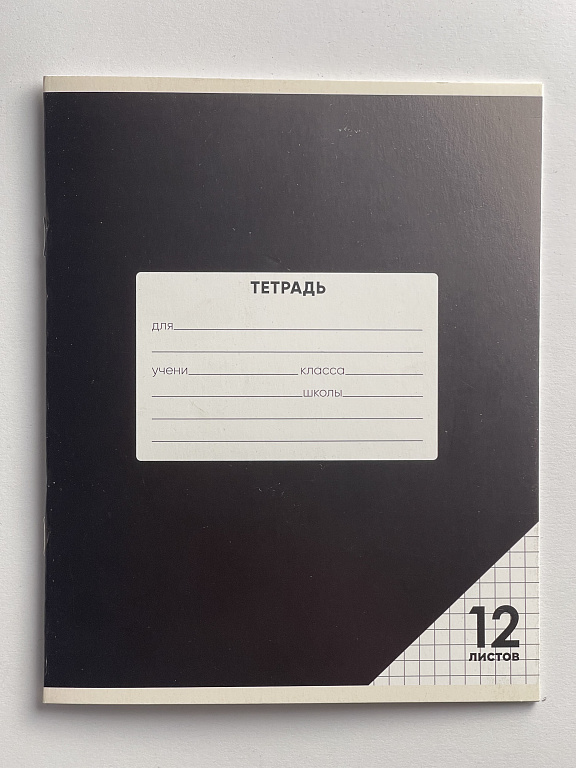 ТЕТРАДЬ
для
учени класса
школы
12
ЛИСТОВ